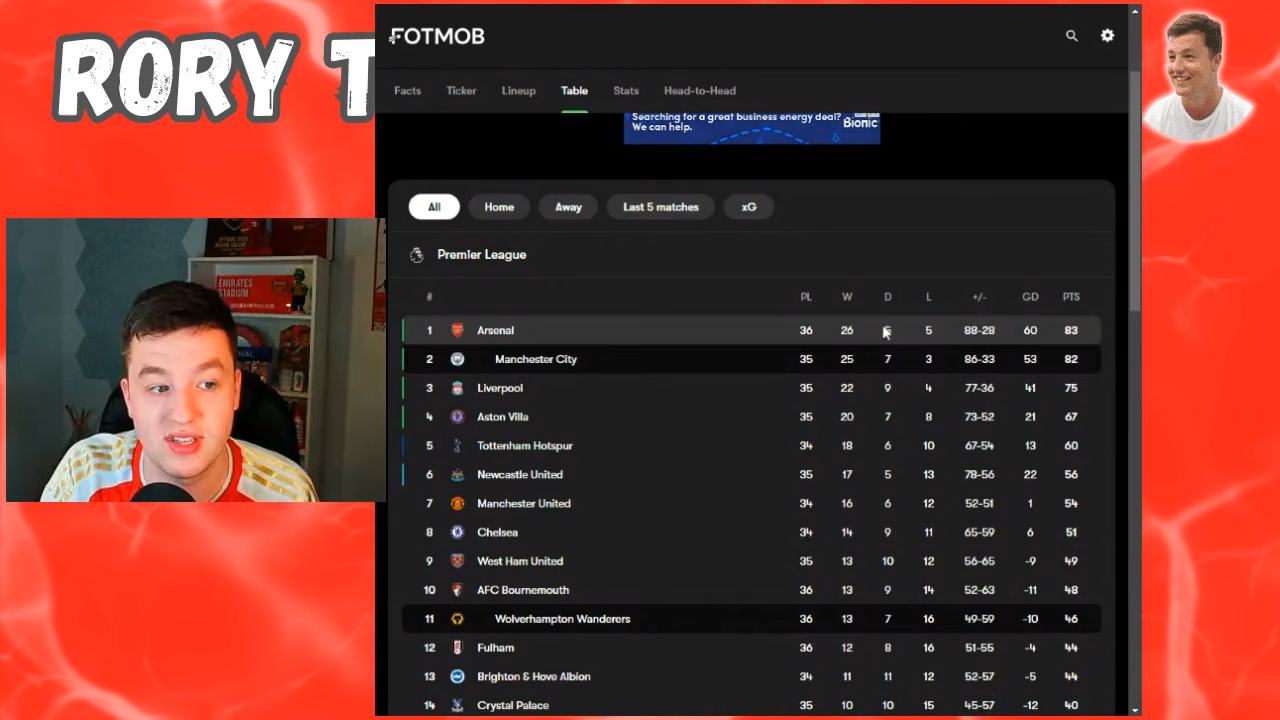 RORY T
FOTMOB
Facts Ticker Lineup Table Stats Head-to-Head
Searching for a great business energy deal?
We can help.
Bionic
All Home Away Last 5 matches xG
Premier League
# PL W D L +/- GD PTS
1 Arsenal 36 26 5 88-28 60 83
2 Manchester City 35 25 7 3 86-33 53 82
3 Liverpool 35 22 9 4 77-36 41 75
4 Aston Villa 35 20 7 8 73-52 21 67
5 Tottenham Hotspur 34 18 6 10 67-54 13 60
6 Newcastle United 35 17 5 13 78-56 22 56
7 Manchester United 34 16 6 12 52-51 1 54
8 Chelsea 34 14 9 11 65-59 6 51
9 West Ham United 35 13 10 12 56-65 -9 49
10 AFC Bournemouth 36 13 9 14 52-63 -11 48
11 Wolverhampton Wanderers 36 13 7 16 49-59 -10 46
12 Fulham 36 12 8 16 51-55 -4 44
13 Brighton & Hove Albion 34 11 11 12 52-57 -5 44
14 Crystal Palace 35 10 10 15 45-57 -12 40
EMIRATES
STADIUM